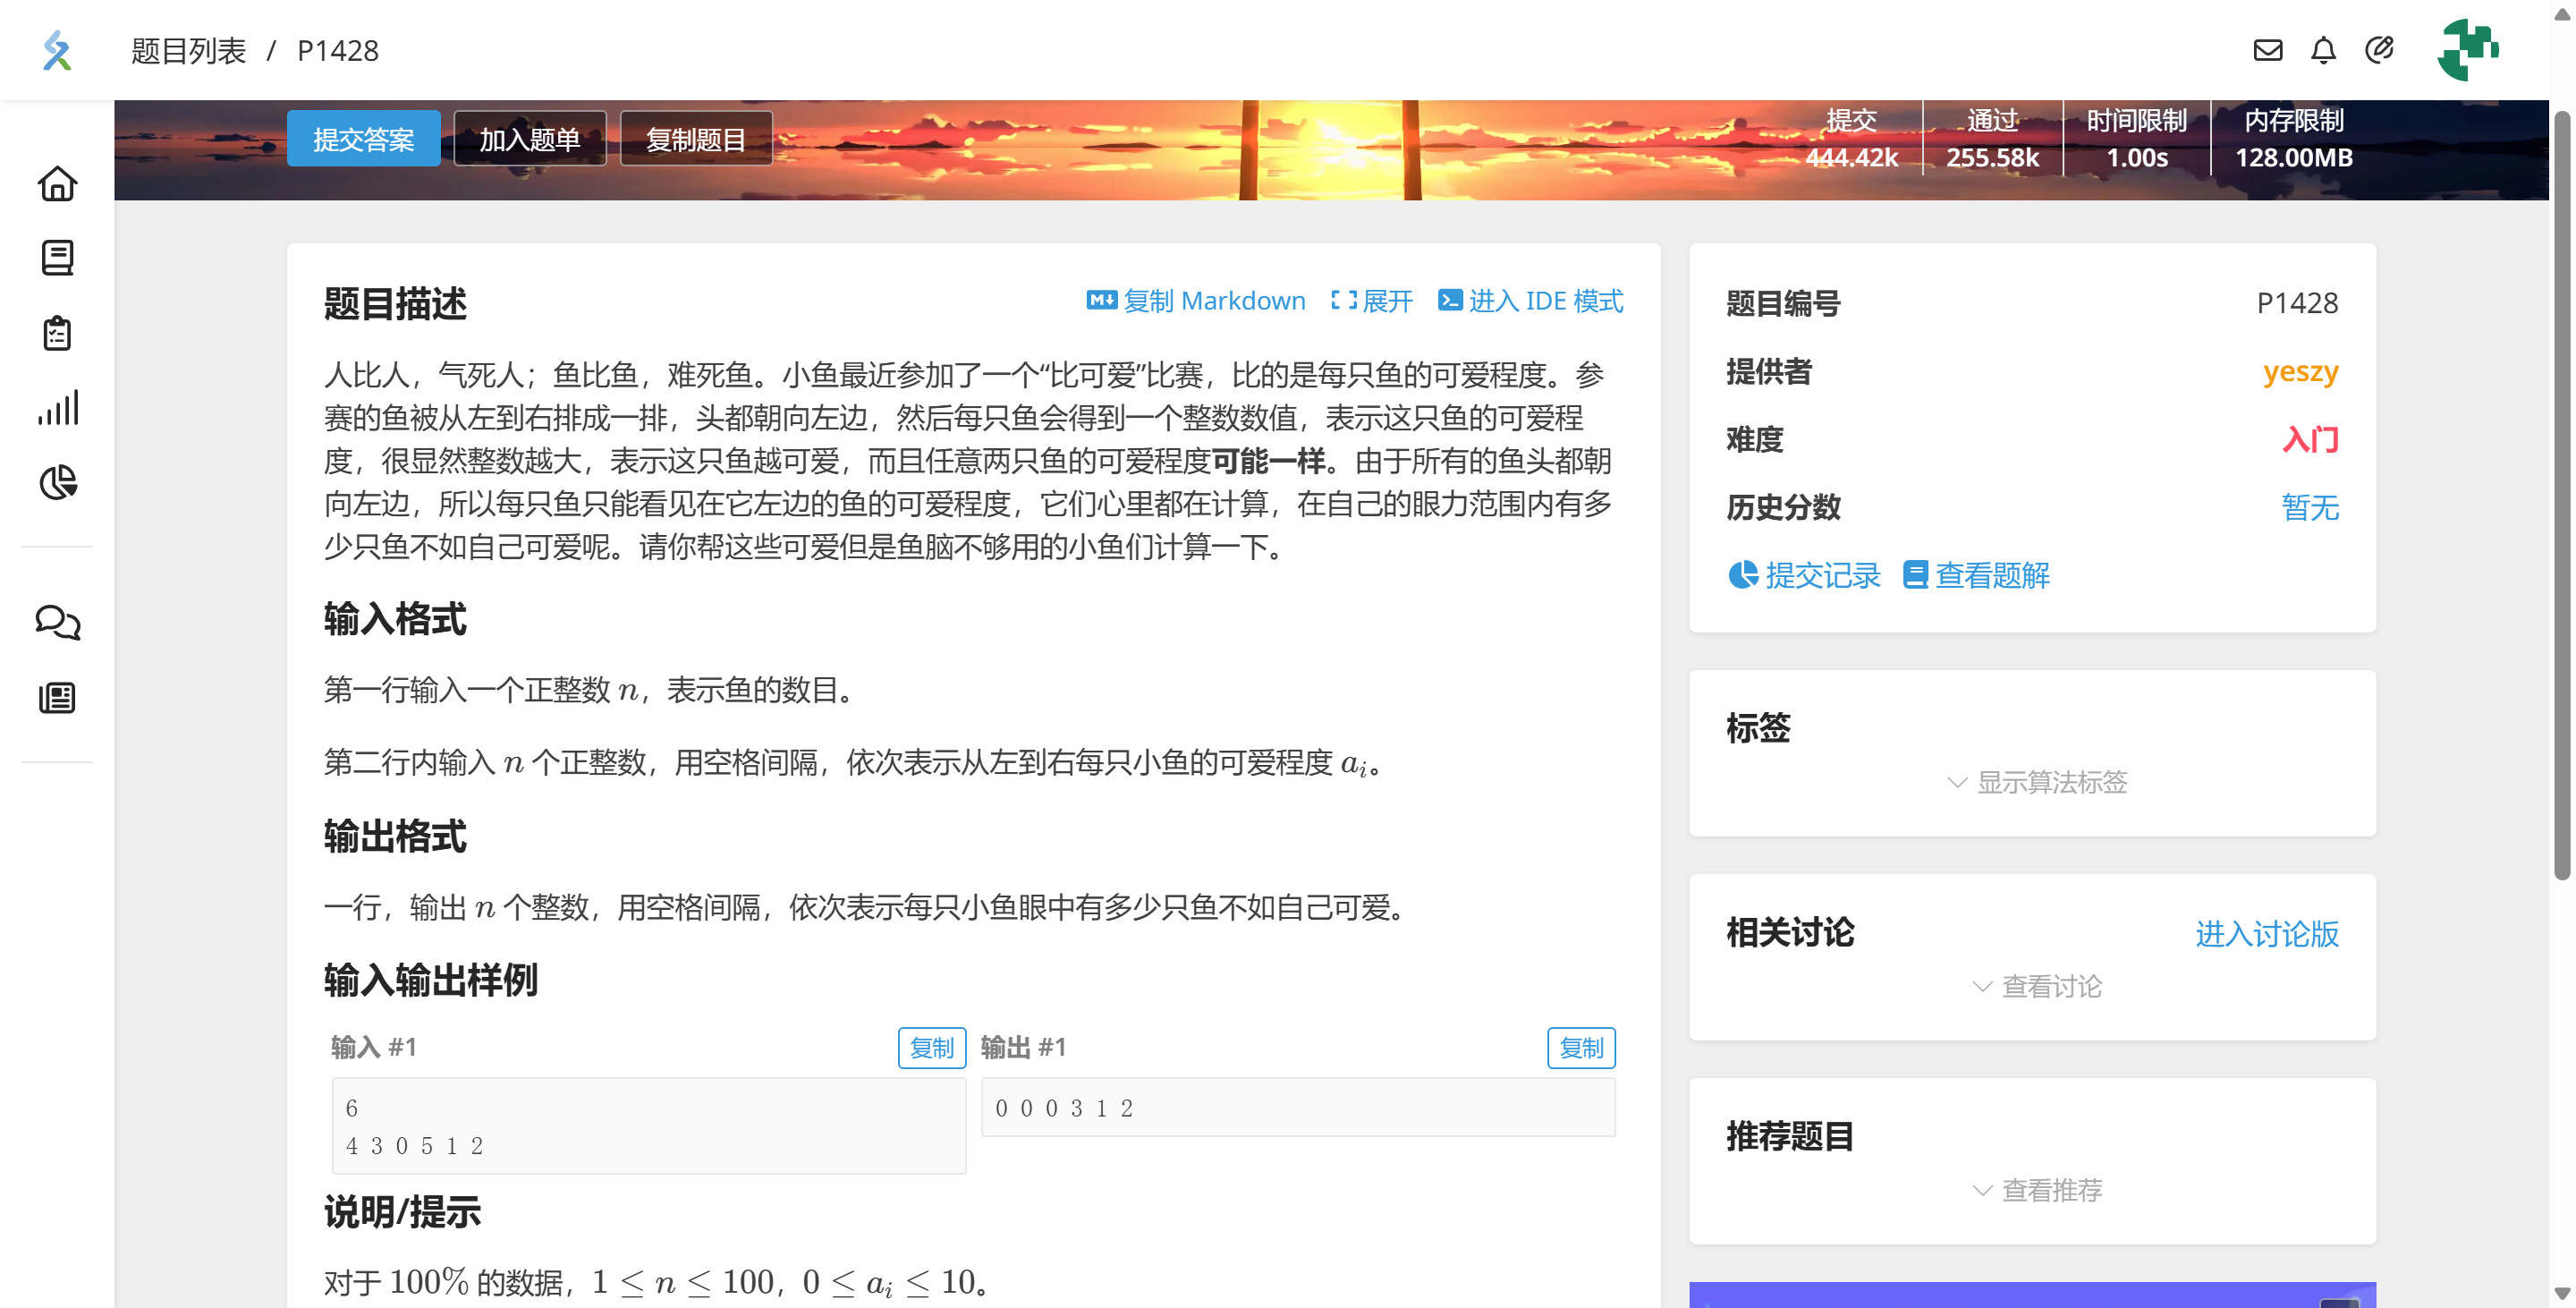 题目列表 / P1428
提交答案 加入题单 复制题目
提交 通过 时间限制 内存限制
444.42k 255.58k 1.00s 128.00MB
题目描述
复制 Markdown 展开 进入 IDE 模式
人比人，气死人；鱼比鱼，难死鱼。小鱼最近参加了一个“比可爱”比赛，比的是每只鱼的可爱程度。参
赛的鱼被从左到右排成一排，头都朝向左边，然后每只鱼会得到一个整数数值，表示这只鱼的可爱程
度，很显然整数越大，表示这只鱼越可爱，而且任意两只鱼的可爱程度可能一样。由于所有的鱼头都朝
向左边，所以每只鱼只能看见在它左边的鱼的可爱程度，它们心里都在计算，在自己的眼力范围内有多
少只鱼不如自己可爱呢。请你帮这些可爱但是鱼脑不够用的小鱼们计算一下。
输入格式
第一行输入一个正整数 n，表示鱼的数目。
第二行内输入 n 个正整数，用空格间隔，依次表示从左到右每只小鱼的可爱程度 a_i。
输出格式
一行，输出 n 个整数，用空格间隔，依次表示每只小鱼眼中有多少只鱼不如自己可爱。
输入输出样例
输入 #1 复制
6
4 3 0 5 1 2
输出 #1 复制
0 0 0 3 1 2
说明/提示
对于 100% 的数据，1 ≤ n ≤ 100，0 ≤ a_i ≤ 10。
题目编号 P1428
提供者 yeszy
难度 入门
历史分数 暂无
提交记录 查看题解
标签
显示算法标签
相关讨论 进入讨论版
查看讨论
推荐题目
查看推荐